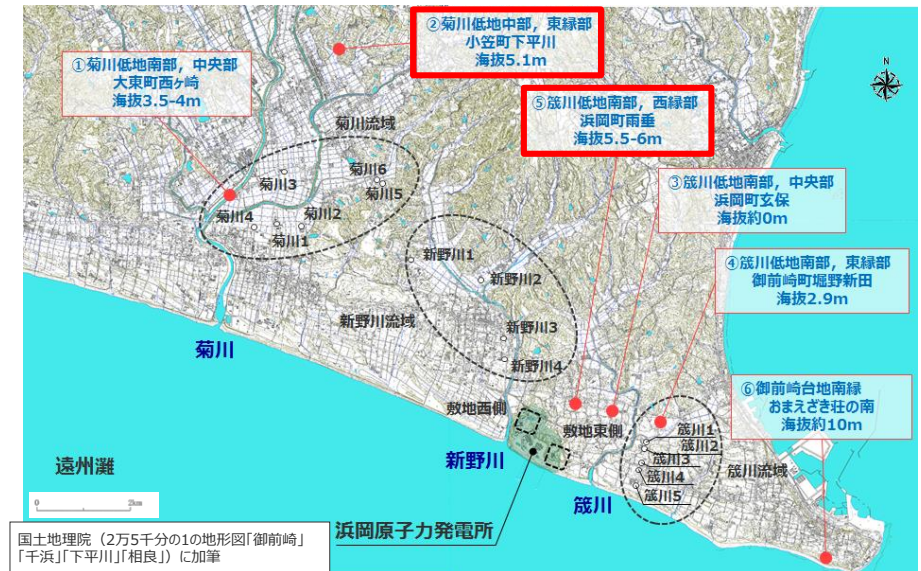 ②菊川低地中部，東縁部
小笠町下平川
海抜5.1m
①菊川低地南部，中央部
大東町西ヶ崎
海抜3.5-4m
⑤筬川低地南部，西縁部
浜岡町雨垂
海抜5.5-6m
菊川流域
菊川3
菊川6
菊川5
③筬川低地南部，中央部
浜岡町玄保
海抜約0m
菊川4
菊川2
菊川1
新野川1
新野川2
④筬川低地南部，東縁部
御前崎町堀野新田
海抜2.9m
新野川流域
新野川3
菊川
新野川4
⑥御前崎台地南縁
おまえざき荘の南
海抜約10m
敷地西側
敷地東側
筬川1
筬川2
筬川3
筬川4
筬川5
筬川流域
遠州灘
新野川
筬川
0
2km
浜岡原子力発電所
国土地理院（2万5千分の1の地形図「御前崎」
「千浜」「下平川」「相良」）に加筆